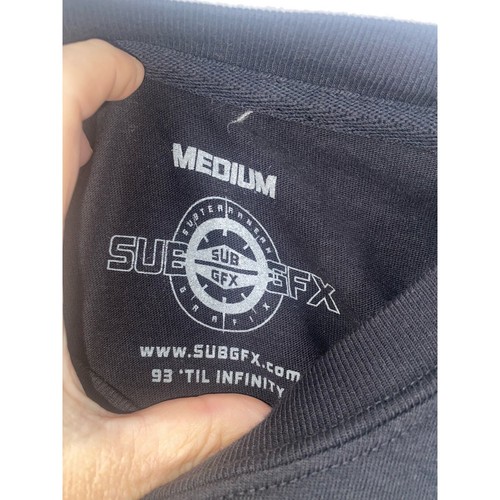 MEDIUM
SUBTERRANEAN
SUB GFX
SUB
GFX
GRAFIX
www.SUBGFX.com
93 'TIL INFINITY